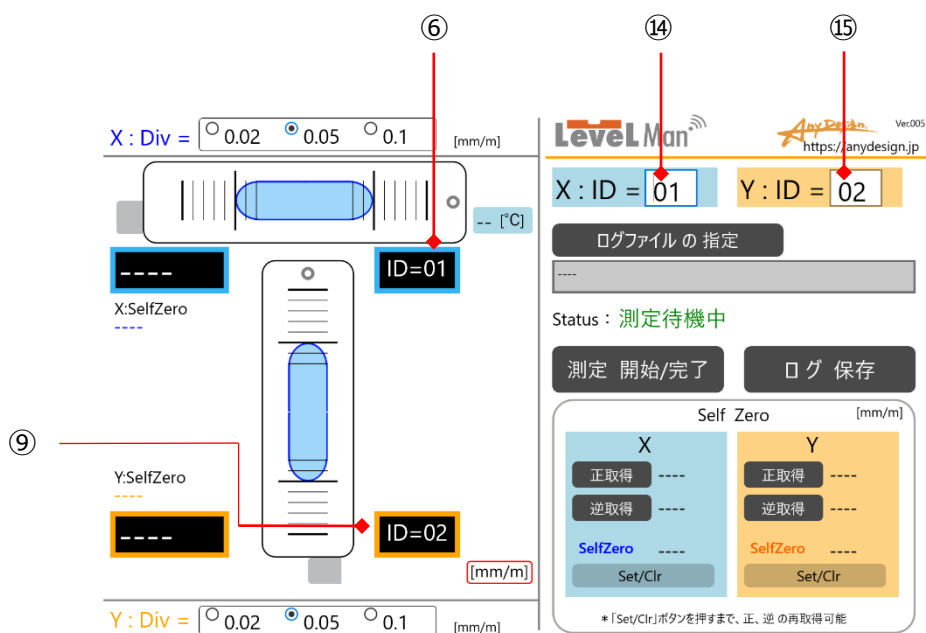 ⑥
⑭
⑮
X : Div = 0.02 0.05 0.1 [mm/m]
LeveL Man
AnyDesign Ver.005
https://anydesign.jp
X : ID = 01
Y : ID = 02
-- [°C]
ログファイル の 指定
----
---- ID=01
X:SelfZero
----
Status : 測定待機中
測定 開始/完了
ログ 保存
Self Zero [mm/m]
X
Y
正取得 ----
正取得 ----
逆取得 ----
逆取得 ----
SelfZero ----
SelfZero ----
Set/Clr
Set/Clr
*「Set/Clr」ボタンを押すまで、正、逆 の再取得可能
⑨
Y:SelfZero
----
---- ID=02
[mm/m]
Y : Div = 0.02 0.05 0.1 [mm/m]